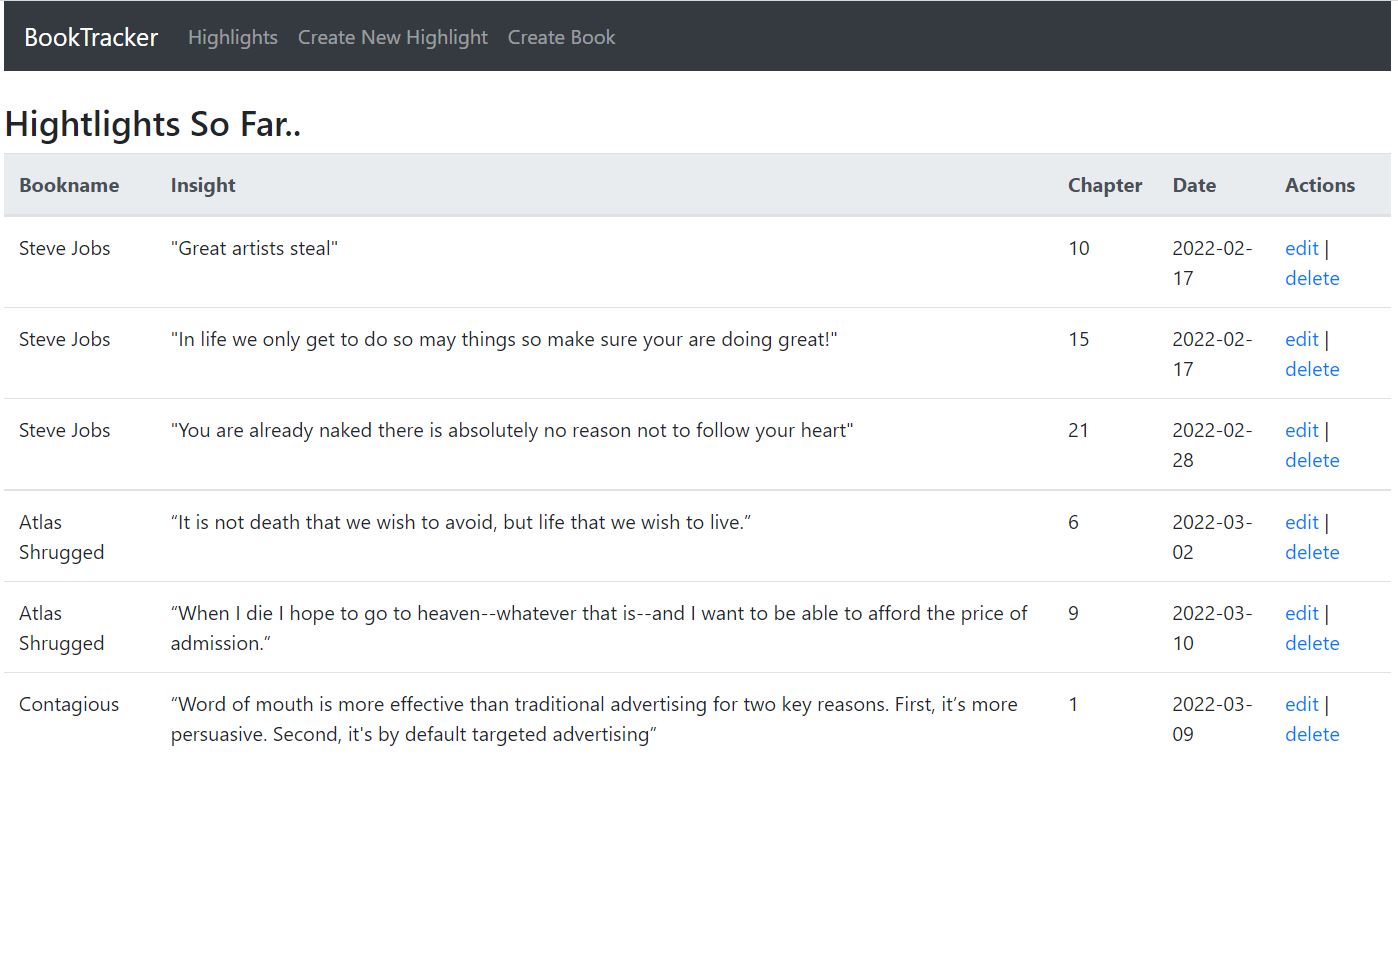 BookTracker Highlights Create New Highlight Create Book
Hightlights So Far..
Bookname Insight Chapter Date Actions
Steve Jobs "Great artists steal" 10 2022-02- edit |
17 delete
Steve Jobs "In life we only get to do so may things so make sure your are doing great!" 15 2022-02- edit |
17 delete
Steve Jobs "You are already naked there is absolutely no reason not to follow your heart" 21 2022-02- edit |
28 delete
Atlas “It is not death that we wish to avoid, but life that we wish to live.” 6 2022-03- edit |
Shrugged 02 delete
Atlas “When I die I hope to go to heaven--whatever that is--and I want to be able to afford the price of 9 2022-03- edit |
Shrugged admission.” 10 delete
Contagious “Word of mouth is more effective than traditional advertising for two key reasons. First, it’s more 1 2022-03- edit |
persuasive. Second, it's by default targeted advertising” 09 delete